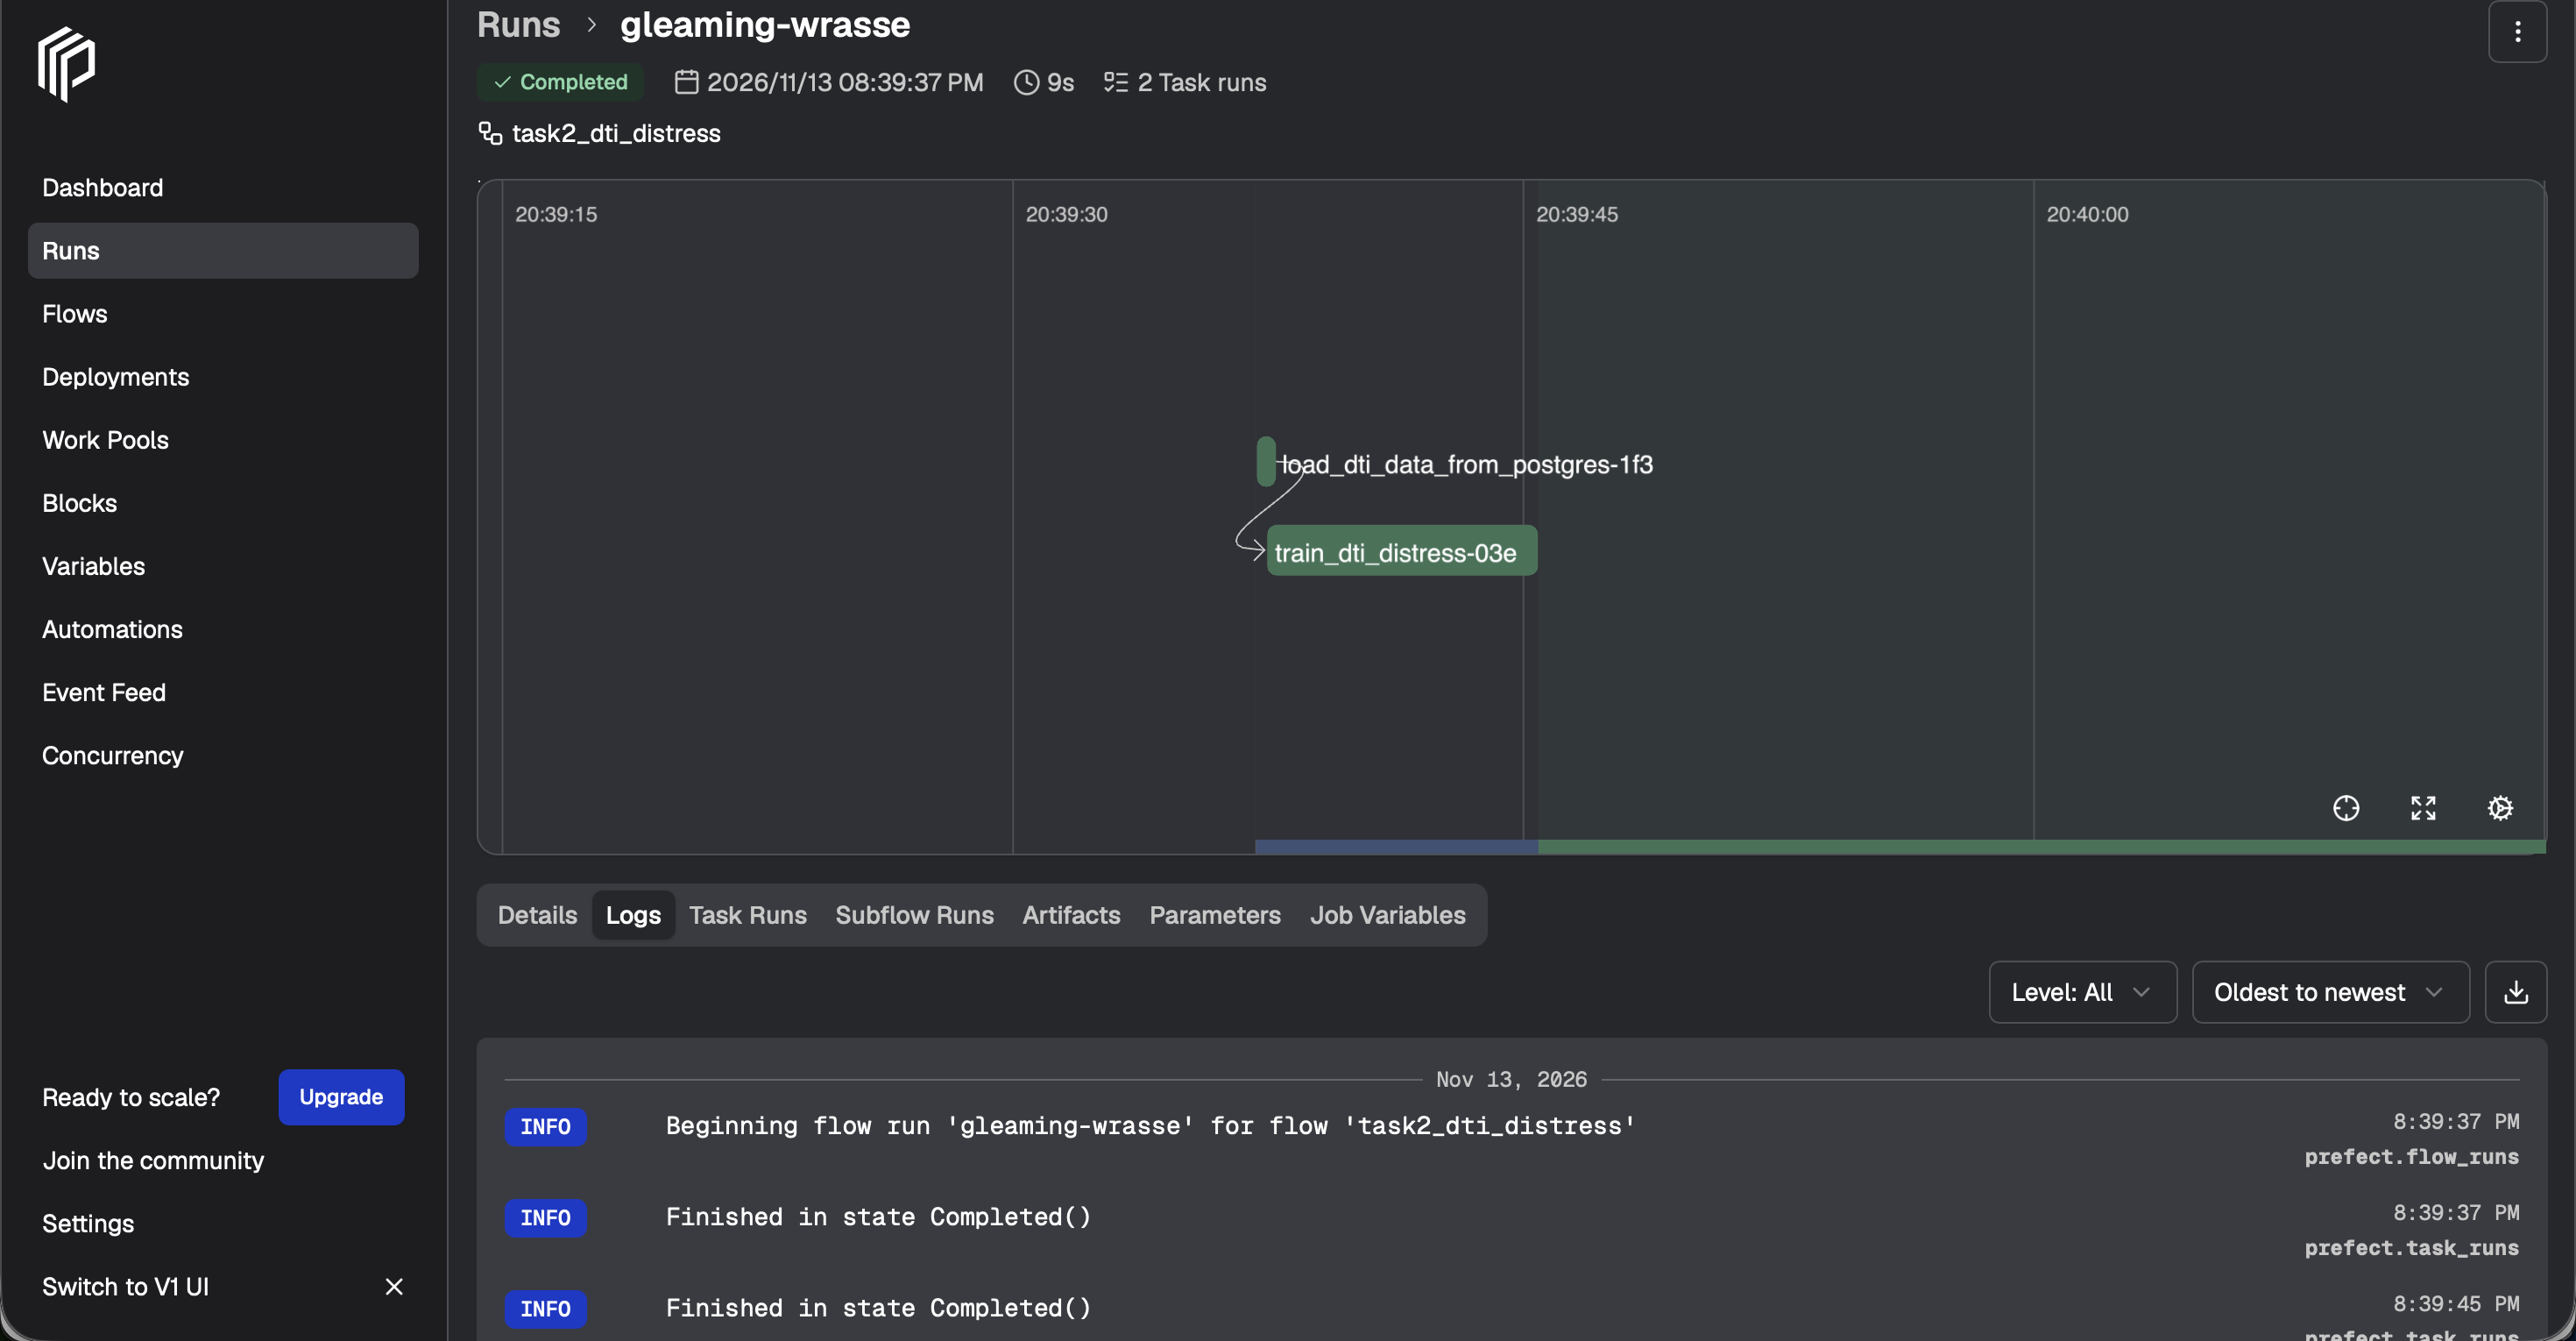 Runs > gleaming-wrasse
Completed 2026/11/13 08:39:37 PM 9s 2 Task runs
task2_dti_distress
Dashboard
Runs
Flows
Deployments
Work Pools
Blocks
Variables
Automations
Event Feed
Concurrency
Ready to scale? Upgrade
Join the community
Settings
Switch to V1 UI
20:39:15 20:39:30 20:39:45 20:40:00
load_dti_data_from_postgres-1f3
train_dti_distress-03e
Details Logs Task Runs Subflow Runs Artifacts Parameters Job Variables
Level: All Oldest to newest
Nov 13, 2026
INFO Beginning flow run 'gleaming-wrasse' for flow 'task2_dti_distress' 8:39:37 PM
prefect.flow_runs
INFO Finished in state Completed() 8:39:37 PM
prefect.task_runs
INFO Finished in state Completed() 8:39:45 PM
prefect.task_runs